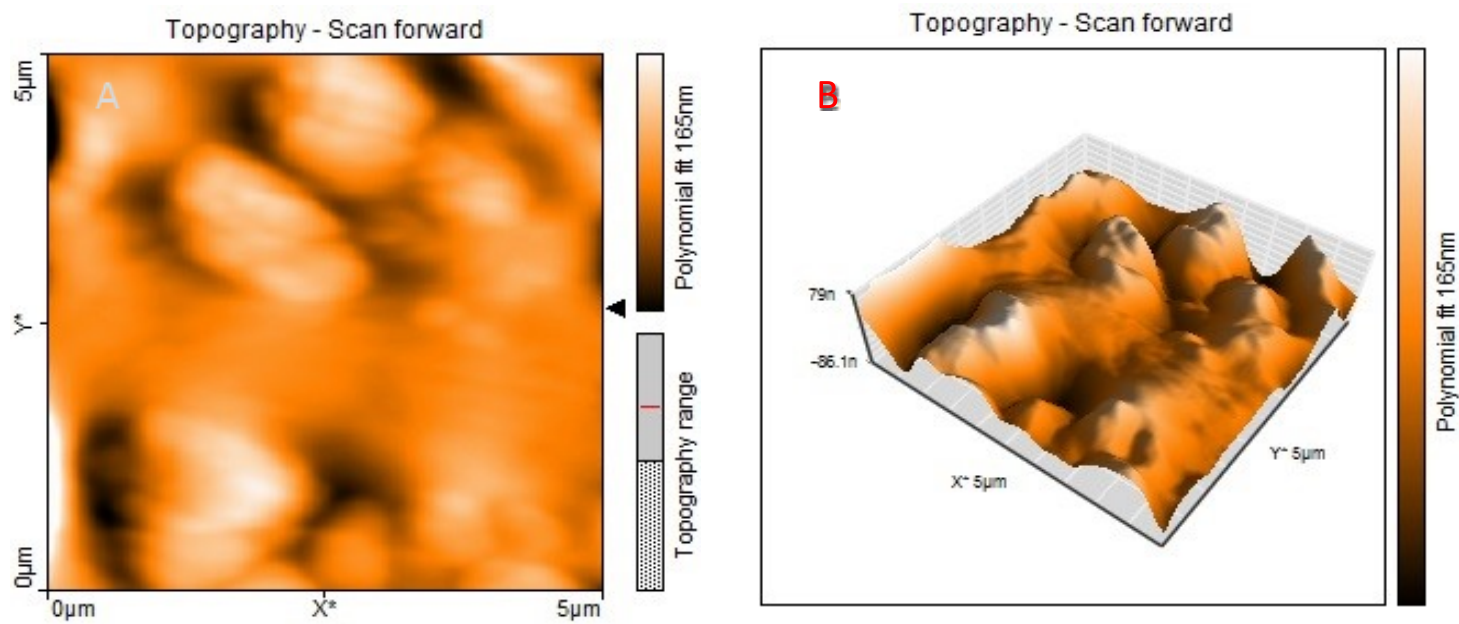 Topography - Scan forward
A
5µm
Y*
0µm
0µm
X*
5µm
Polynomial fit 165nm
Topography range
Topography - Scan forward
B
79n
-86.1n
X* 5µm
Y* 5µm
Polynomial fit 165nm